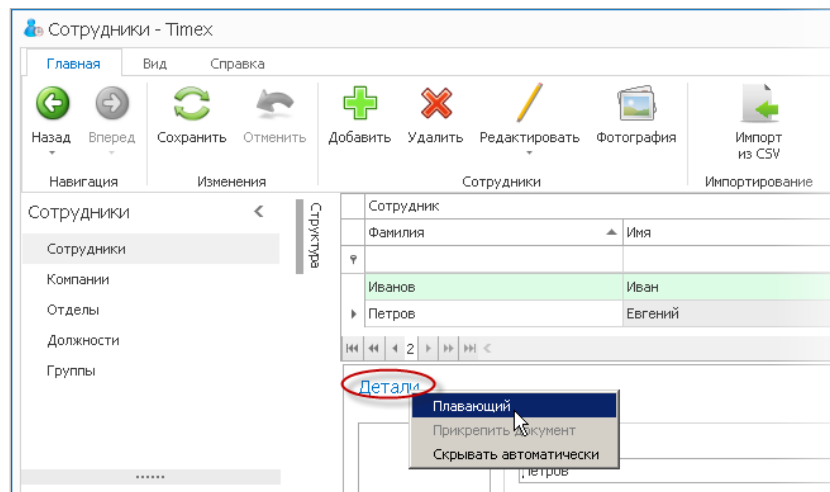 Сотрудники - Timex
Главная Вид Справка
Назад Вперед Сохранить Отменить Добавить Удалить Редактировать Фотография Импорт
из CSV
Навигация Изменения Сотрудники Импортирование
Сотрудники
Сотрудники
Компании
Отделы
Должности
Группы
Структура
Сотрудник
Фамилия Имя
Иванов Иван
Петров Евгений
2
Детали
Плавающий
Прикрепить документ
Скрывать автоматически
Петров